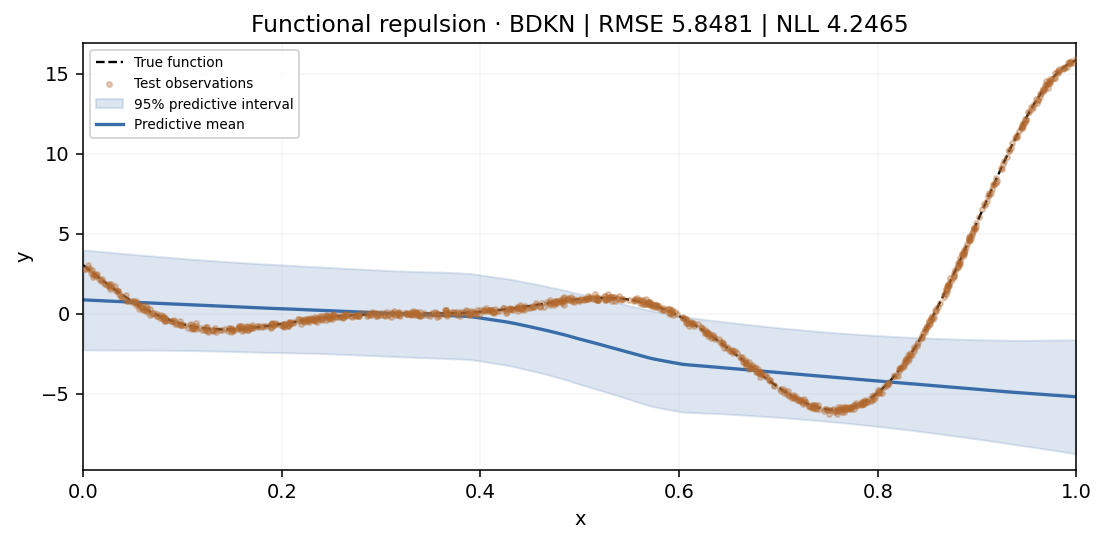 Functional repulsion · BDKN | RMSE 5.8481 | NLL 4.2465
True function
Test observations
95% predictive interval
Predictive mean
15
10
5
0
−5
y
0.0 0.2 0.4 0.6 0.8 1.0
x